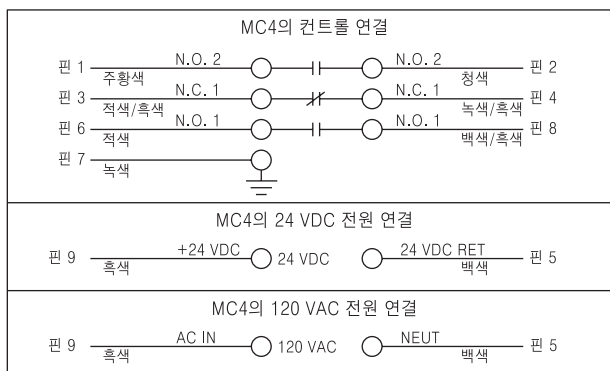 MC4의 컨트롤 연결
핀 1 N.O. 2 N.O. 2 핀 2
주황색 청색
핀 3 N.C. 1 N.C. 1 핀 4
적색/흑색 녹색/흑색
핀 6 N.O. 1 N.O. 1 핀 8
적색 백색/흑색
핀 7
녹색
MC4의 24 VDC 전원 연결
핀 9 +24 VDC 24 VDC 24 VDC RET 핀 5
흑색 백색
MC4의 120 VAC 전원 연결
핀 9 AC IN 120 VAC NEUT 핀 5
흑색 백색